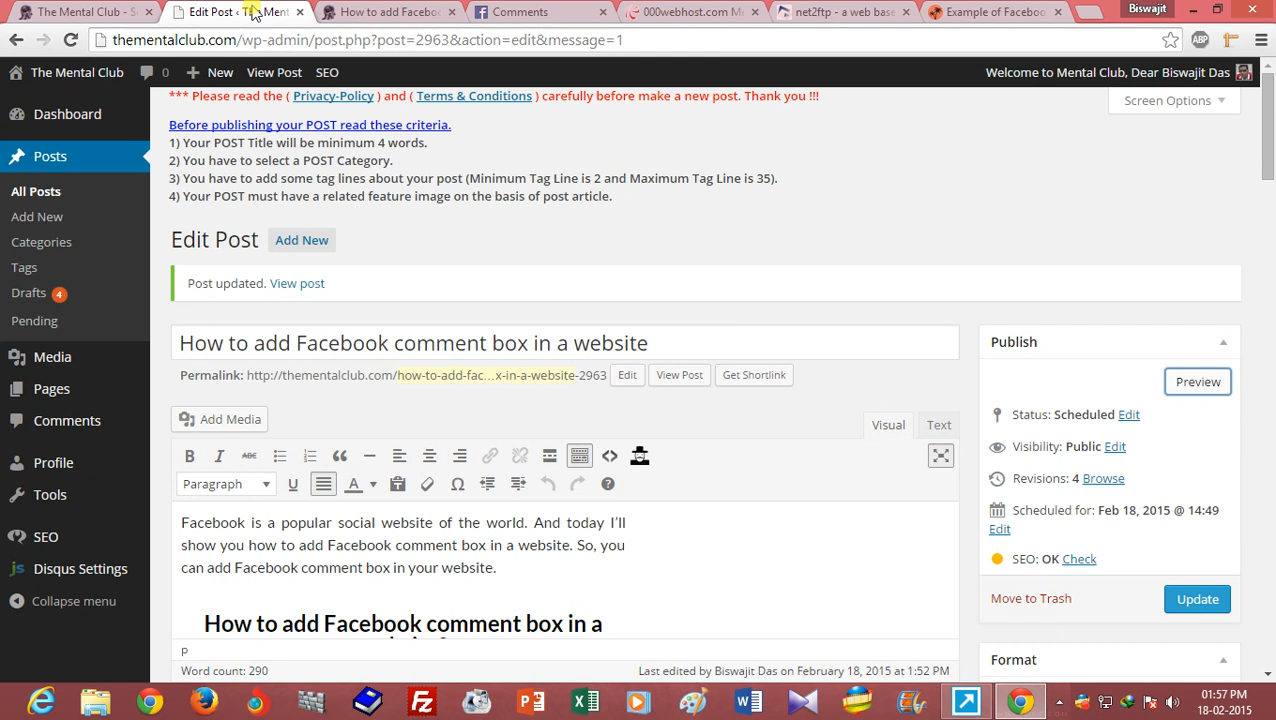 The Mental Club - S
Edit Post ‹ The Ment
How to add Facebo
Comments
000webhost.com M
net2ftp - a web base
Example of Facebo
Biswajit
thementalclub.com/wp-admin/post.php?post=2963&action=edit&message=1
ABP
The Mental Club
0
New
View Post
SEO
Welcome to Mental Club, Dear Biswajit Das
*** Please read the ( Privacy-Policy ) and ( Terms & Conditions ) carefully before make a new post. Thank you !!!
Screen Options
Before publishing your POST read these criteria.
1) Your POST Title will be minimum 4 words.
2) You have to select a POST Category.
3) You have to add some tag lines about your post (Minimum Tag Line is 2 and Maximum Tag Line is 35).
4) Your POST must have a related feature image on the basis of post article.
Dashboard
Posts
All Posts
Add New
Categories
Tags
Drafts 4
Pending
Media
Pages
Comments
Profile
Tools
SEO
Disqus Settings
Collapse menu
Edit Post
Add New
Post updated. View post
How to add Facebook comment box in a website
Permalink: http://thementalclub.com/how-to-add-fac…x-in-a-website-2963
Edit
View Post
Get Shortlink
Add Media
Visual
Text
B I ABC
Paragraph
U A
Facebook is a popular social website of the world. And today I'll
show you how to add Facebook comment box in a website. So, you
can add Facebook comment box in your website.
How to add Facebook comment box in a
p
Word count: 290
Last edited by Biswajit Das on February 18, 2015 at 1:52 PM
Publish
Preview
Status: Scheduled Edit
Visibility: Public Edit
Revisions: 4 Browse
Scheduled for: Feb 18, 2015 @ 14:49
Edit
SEO: OK Check
Move to Trash
Update
Format
01:57 PM
18-02-2015